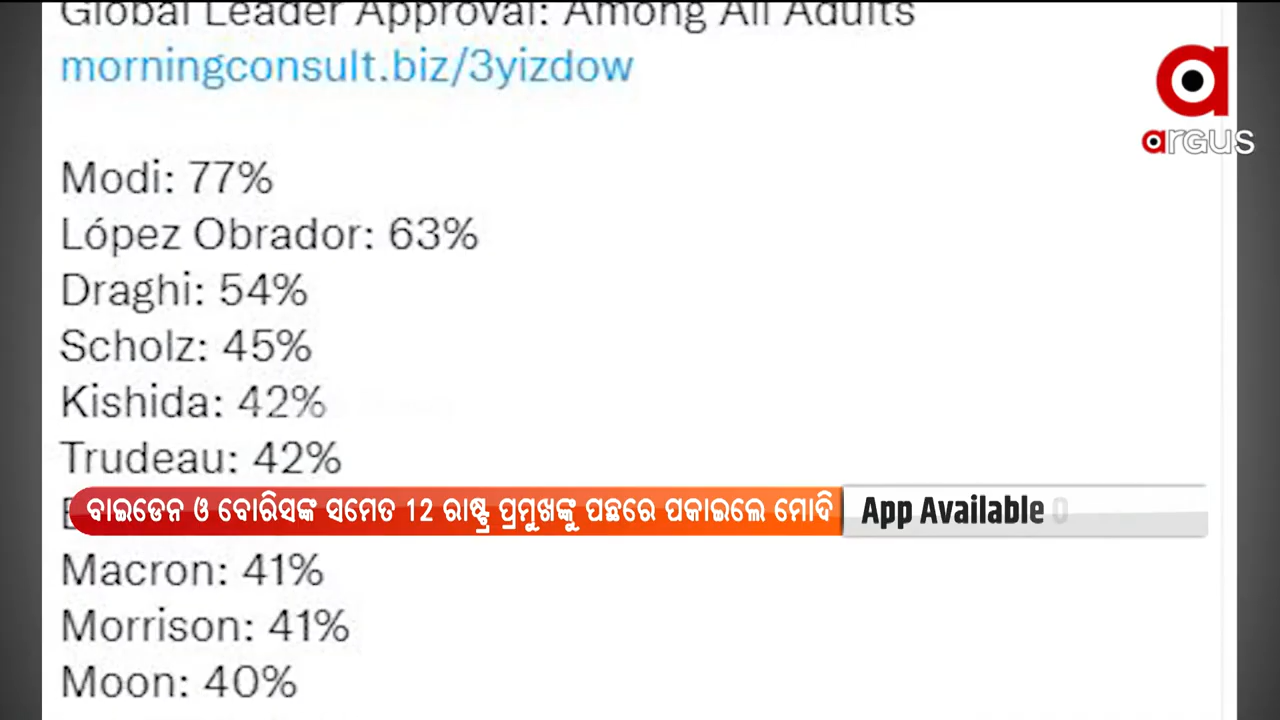 Global Leader Approval: Among All Adults
morningconsult.biz/3yizdow
argus
Modi: 77%
López Obrador: 63%
Draghi: 54%
Scholz: 45%
Kishida: 42%
Trudeau: 42%
ବାଇଡେନ ଓ ବୋରିସଙ୍କ ସମେତ 12 ରାଷ୍ଟ୍ର ପ୍ରମୁଖଙ୍କୁ ପଛରେ ପକାଇଲେ ମୋଦି
App Available
Macron: 41%
Morrison: 41%
Moon: 40%